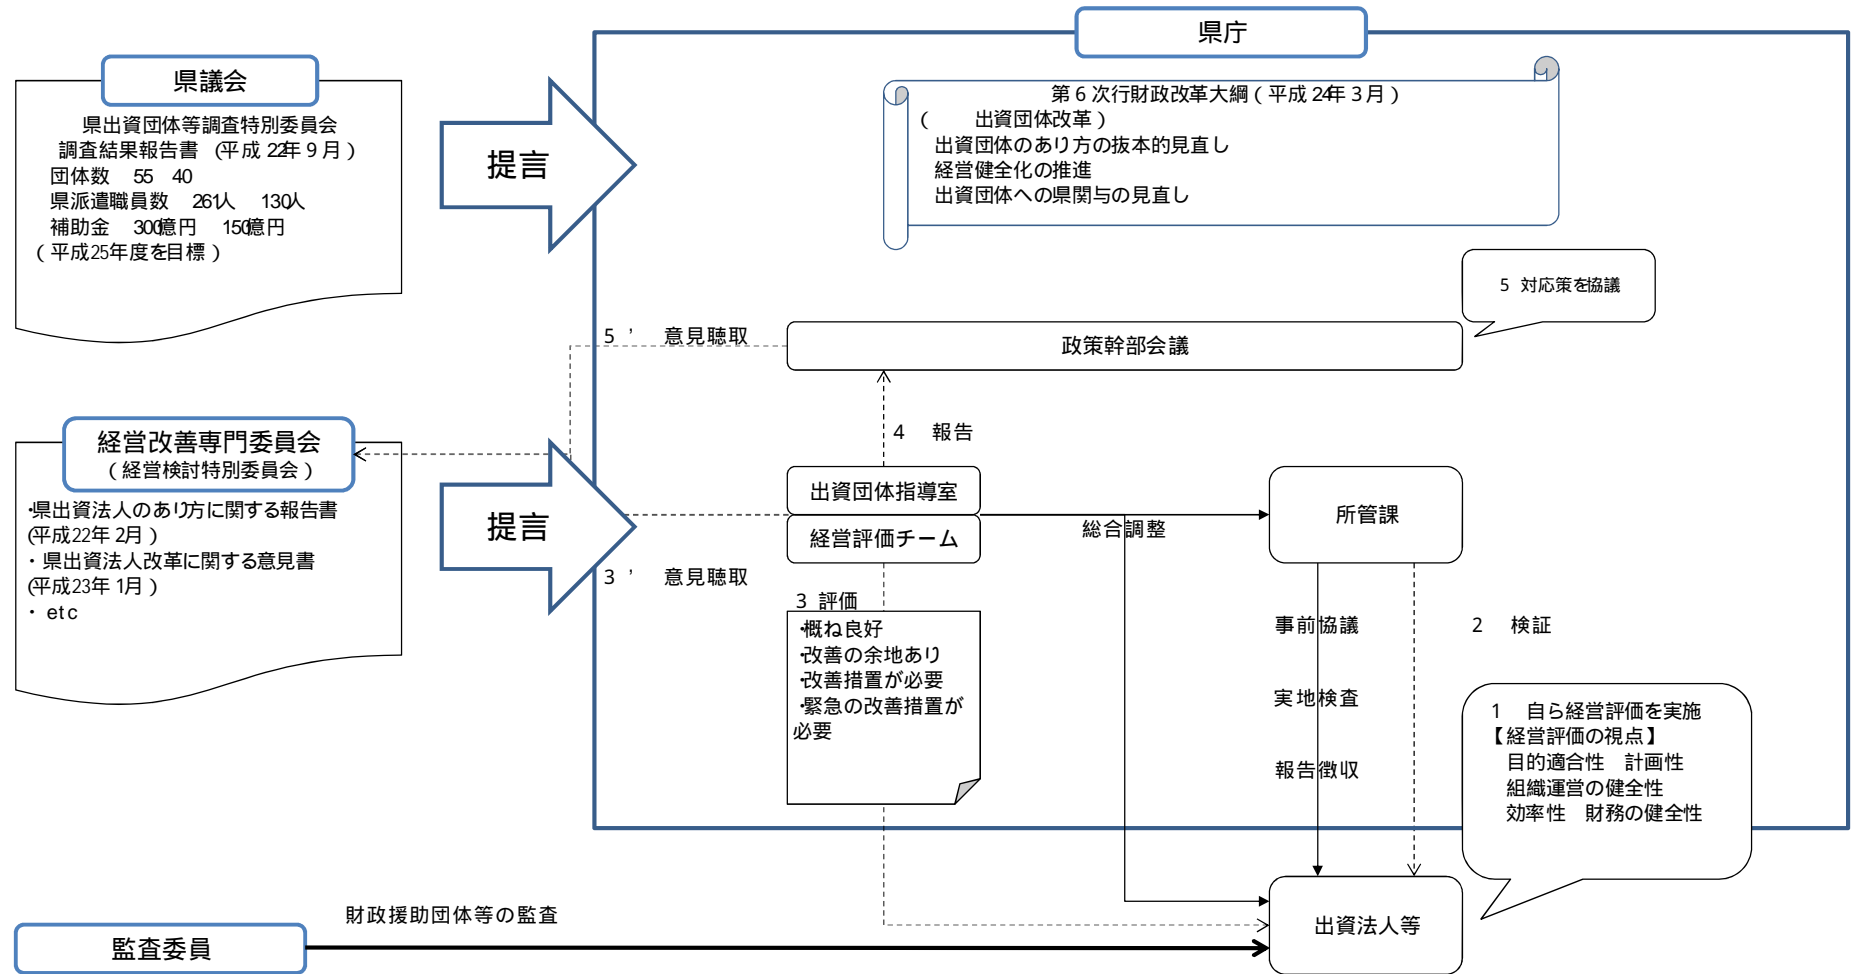 県庁
県議会
県出資団体等調査特別委員会
調査結果報告書 (平成22年9月)
団体数 55 40
県派遣職員数 261人 130人
補助金 300億円 150億円
(平成25年度を目標)
提言
第6次行財政改革大綱(平成24年3月)
( 出資団体改革)
出資団体のあり方の抜本的見直し
経営健全化の推進
出資団体への県関与の見直し
5 対応策を協議
5 ' 意見聴取
政策幹部会議
4 報告
経営改善専門委員会
(経営検討特別委員会)
・県出資法人のあり方に関する報告書
(平成22年2月)
・県出資法人改革に関する意見書
(平成23年1月)
・etc
提言
3 ' 意見聴取
出資団体指導室
経営評価チーム
総合調整
所管課
3 評価
・概ね良好
・改善の余地あり
・改善措置が必要
・緊急の改善措置が
必要
事前協議
実地検査
報告徴収
2 検証
1 自ら経営評価を実施
【経営評価の視点】
目的適合性 計画性
組織運営の健全性
効率性 財務の健全性
財政援助団体等の監査
監査委員
出資法人等